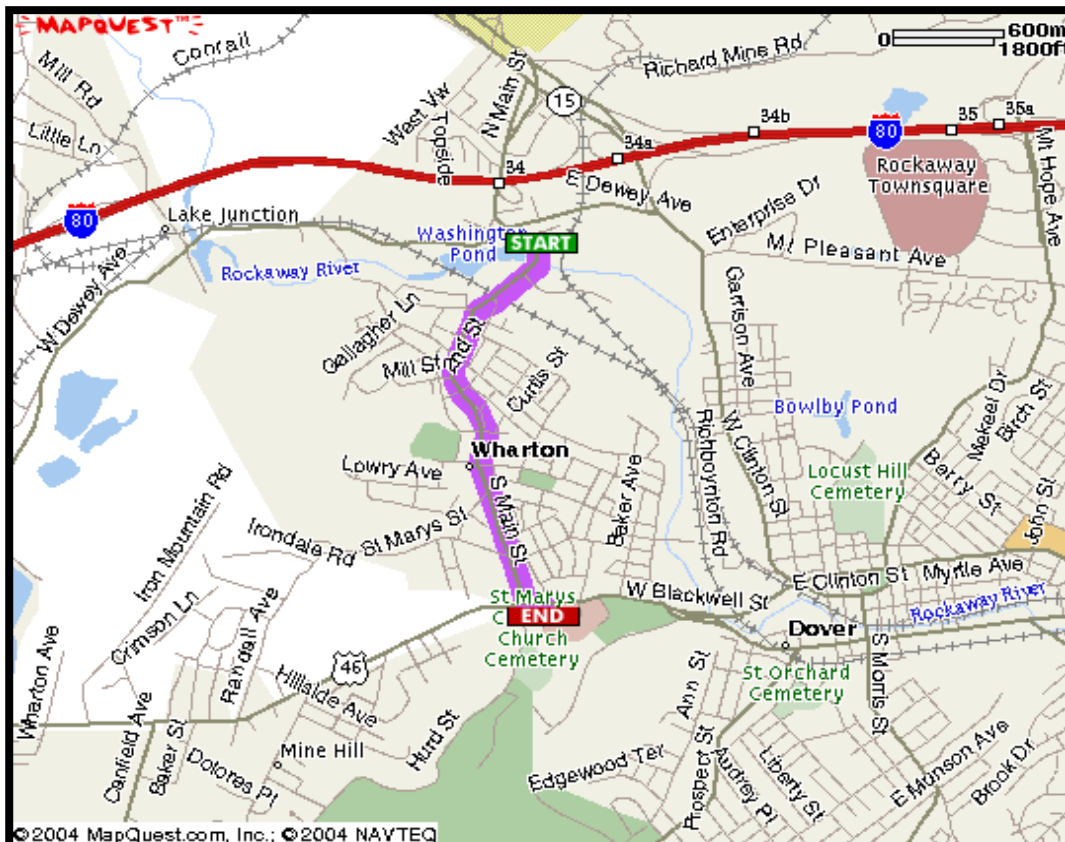 MAPQUEST™
Conrail
Mill Rd
Little Ln
West Vw
Topside
N Main St
15
Richard Mine Rd
0 600m
1800ft
34
34a
34b
80
35
35a
Mt Hope Ave
Rockaway
Townsquare
E Dewey Ave
Enterprise Dr
Mt Pleasant Ave
80
Lake Junction
Washington
Pond
START
Rockaway River
W Dewey Ave
Gallagher Ln
Mill St
Curtis St
Garrison Ave
W Clinton St
Richboynton Rd
Bowlby Pond
Mekeel Dr
Birch St
Barry St
John St
Locust Hill
Cemetery
Wharton
Lowry Ave
S Main St
Baker Ave
Iron Mountain Rd
Irondale Rd
St Marys St
W Blackwell St
E Clinton St
Myrtle Ave
Rockaway River
Crimson Ln
Randall Ave
St Marys
END
Church
Cemetery
Dover
S Morris St
St Orchard
Cemetery
Ann St
Wharton Ave
46
Hillside Ave
Canfield Ave
Baker St
Dolores Pl
Mine Hill
Hurd St
Edgewood Ter
Prospect St
Audrey Pl
Liberty St
E Munson Ave
Brook Dr
©2004 MapQuest.com, Inc.; ©2004 NAVTEQ